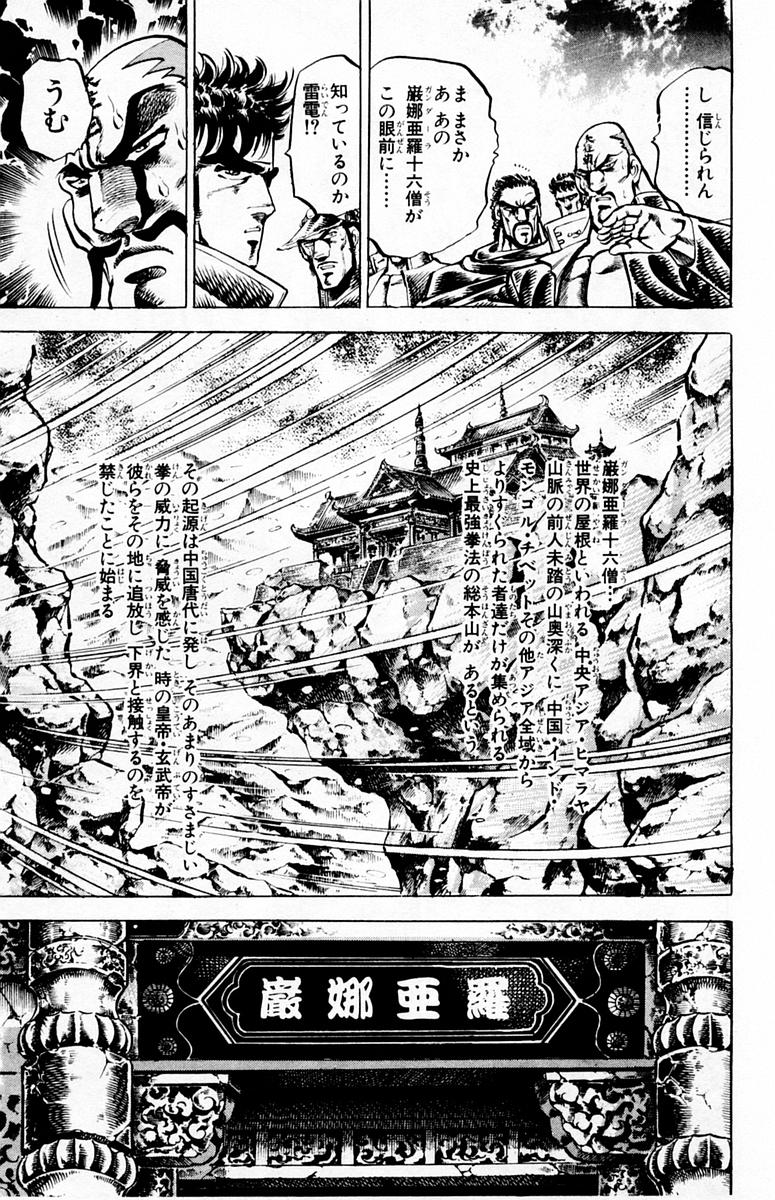 し 信じられん
…………
ま まさか
あ あの
巌娜亜羅十六僧が
この眼前に……
知っているのか
雷電!?
うむ
巌娜亜羅十六僧…
世界の屋根といわれる 中央アジア・ヒマラヤ
山脈の前人未踏の山奥深くに 中国・インド・
モンゴル・チベットその他アジア全域から
よりすぐられた者達だけが集められる
史上最強拳法の総本山が あるという
その起源は中国唐代に発し そのあまりのすさまじい
拳の威力に 脅威を感じた 時の皇帝・玄武帝が
彼らをその地に追放し 下界と接触するのを
禁じたことに始まる
巌娜亜羅